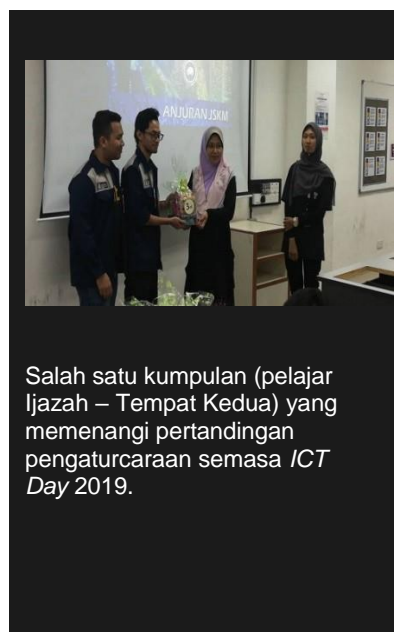 ANJURAN JSKM
Salah satu kumpulan (pelajar
Ijazah – Tempat Kedua) yang
memenangi pertandingan
pengaturcaraan semasa ICT
Day 2019.